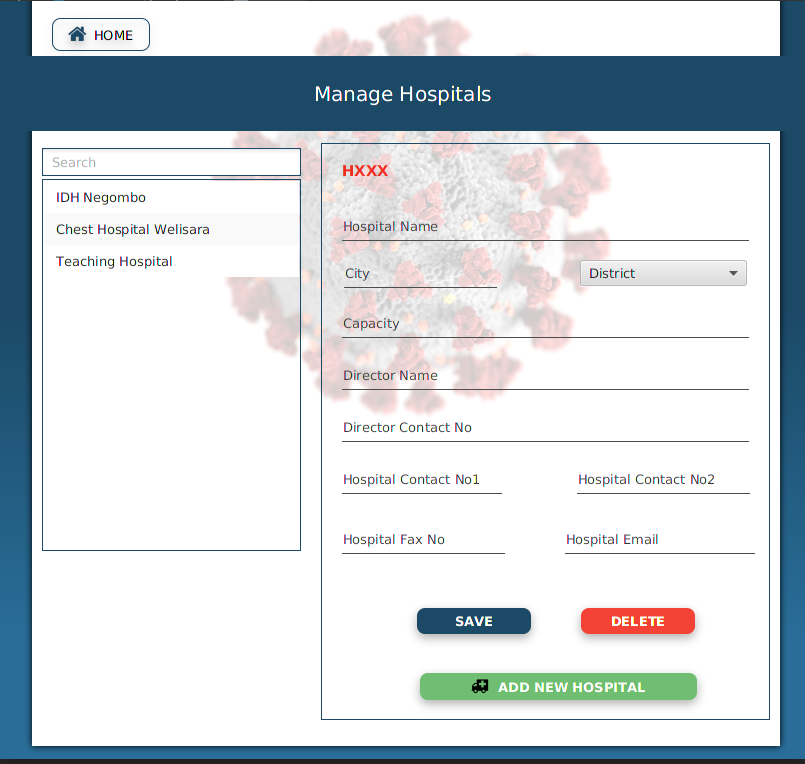 HOME
Manage Hospitals
Search
IDH Negombo
Chest Hospital Welisara
Teaching Hospital
HXXX
Hospital Name
City
District
Capacity
Director Name
Director Contact No
Hospital Contact No1
Hospital Contact No2
Hospital Fax No
Hospital Email
SAVE
DELETE
ADD NEW HOSPITAL